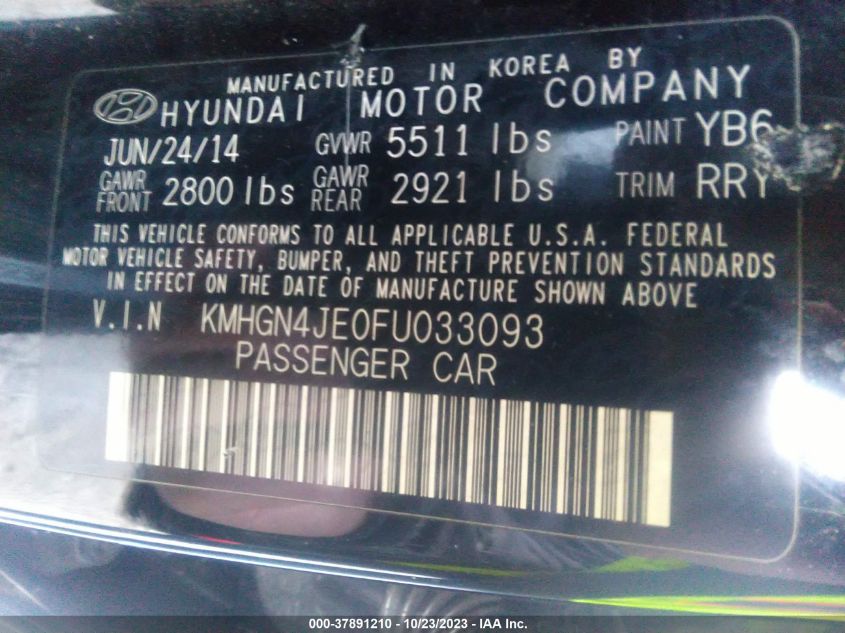 MANUFACTURED IN KOREA BY
HYUNDAI MOTOR COMPANY
JUN/24/14 GVWR 5511 lbs PAINT YB6
GAWR FRONT 2800 lbs GAWR REAR 2921 lbs TRIM RRY
THIS VEHICLE CONFORMS TO ALL APPLICABLE U.S.A. FEDERAL
MOTOR VEHICLE SAFETY, BUMPER, AND THEFT PREVENTION STANDARDS
IN EFFECT ON THE DATE OF MANUFACTURE SHOWN ABOVE
V.I.N KMHGN4JE0FU033093
PASSENGER CAR
000-37891210 - 10/23/2023 - IAA Inc.